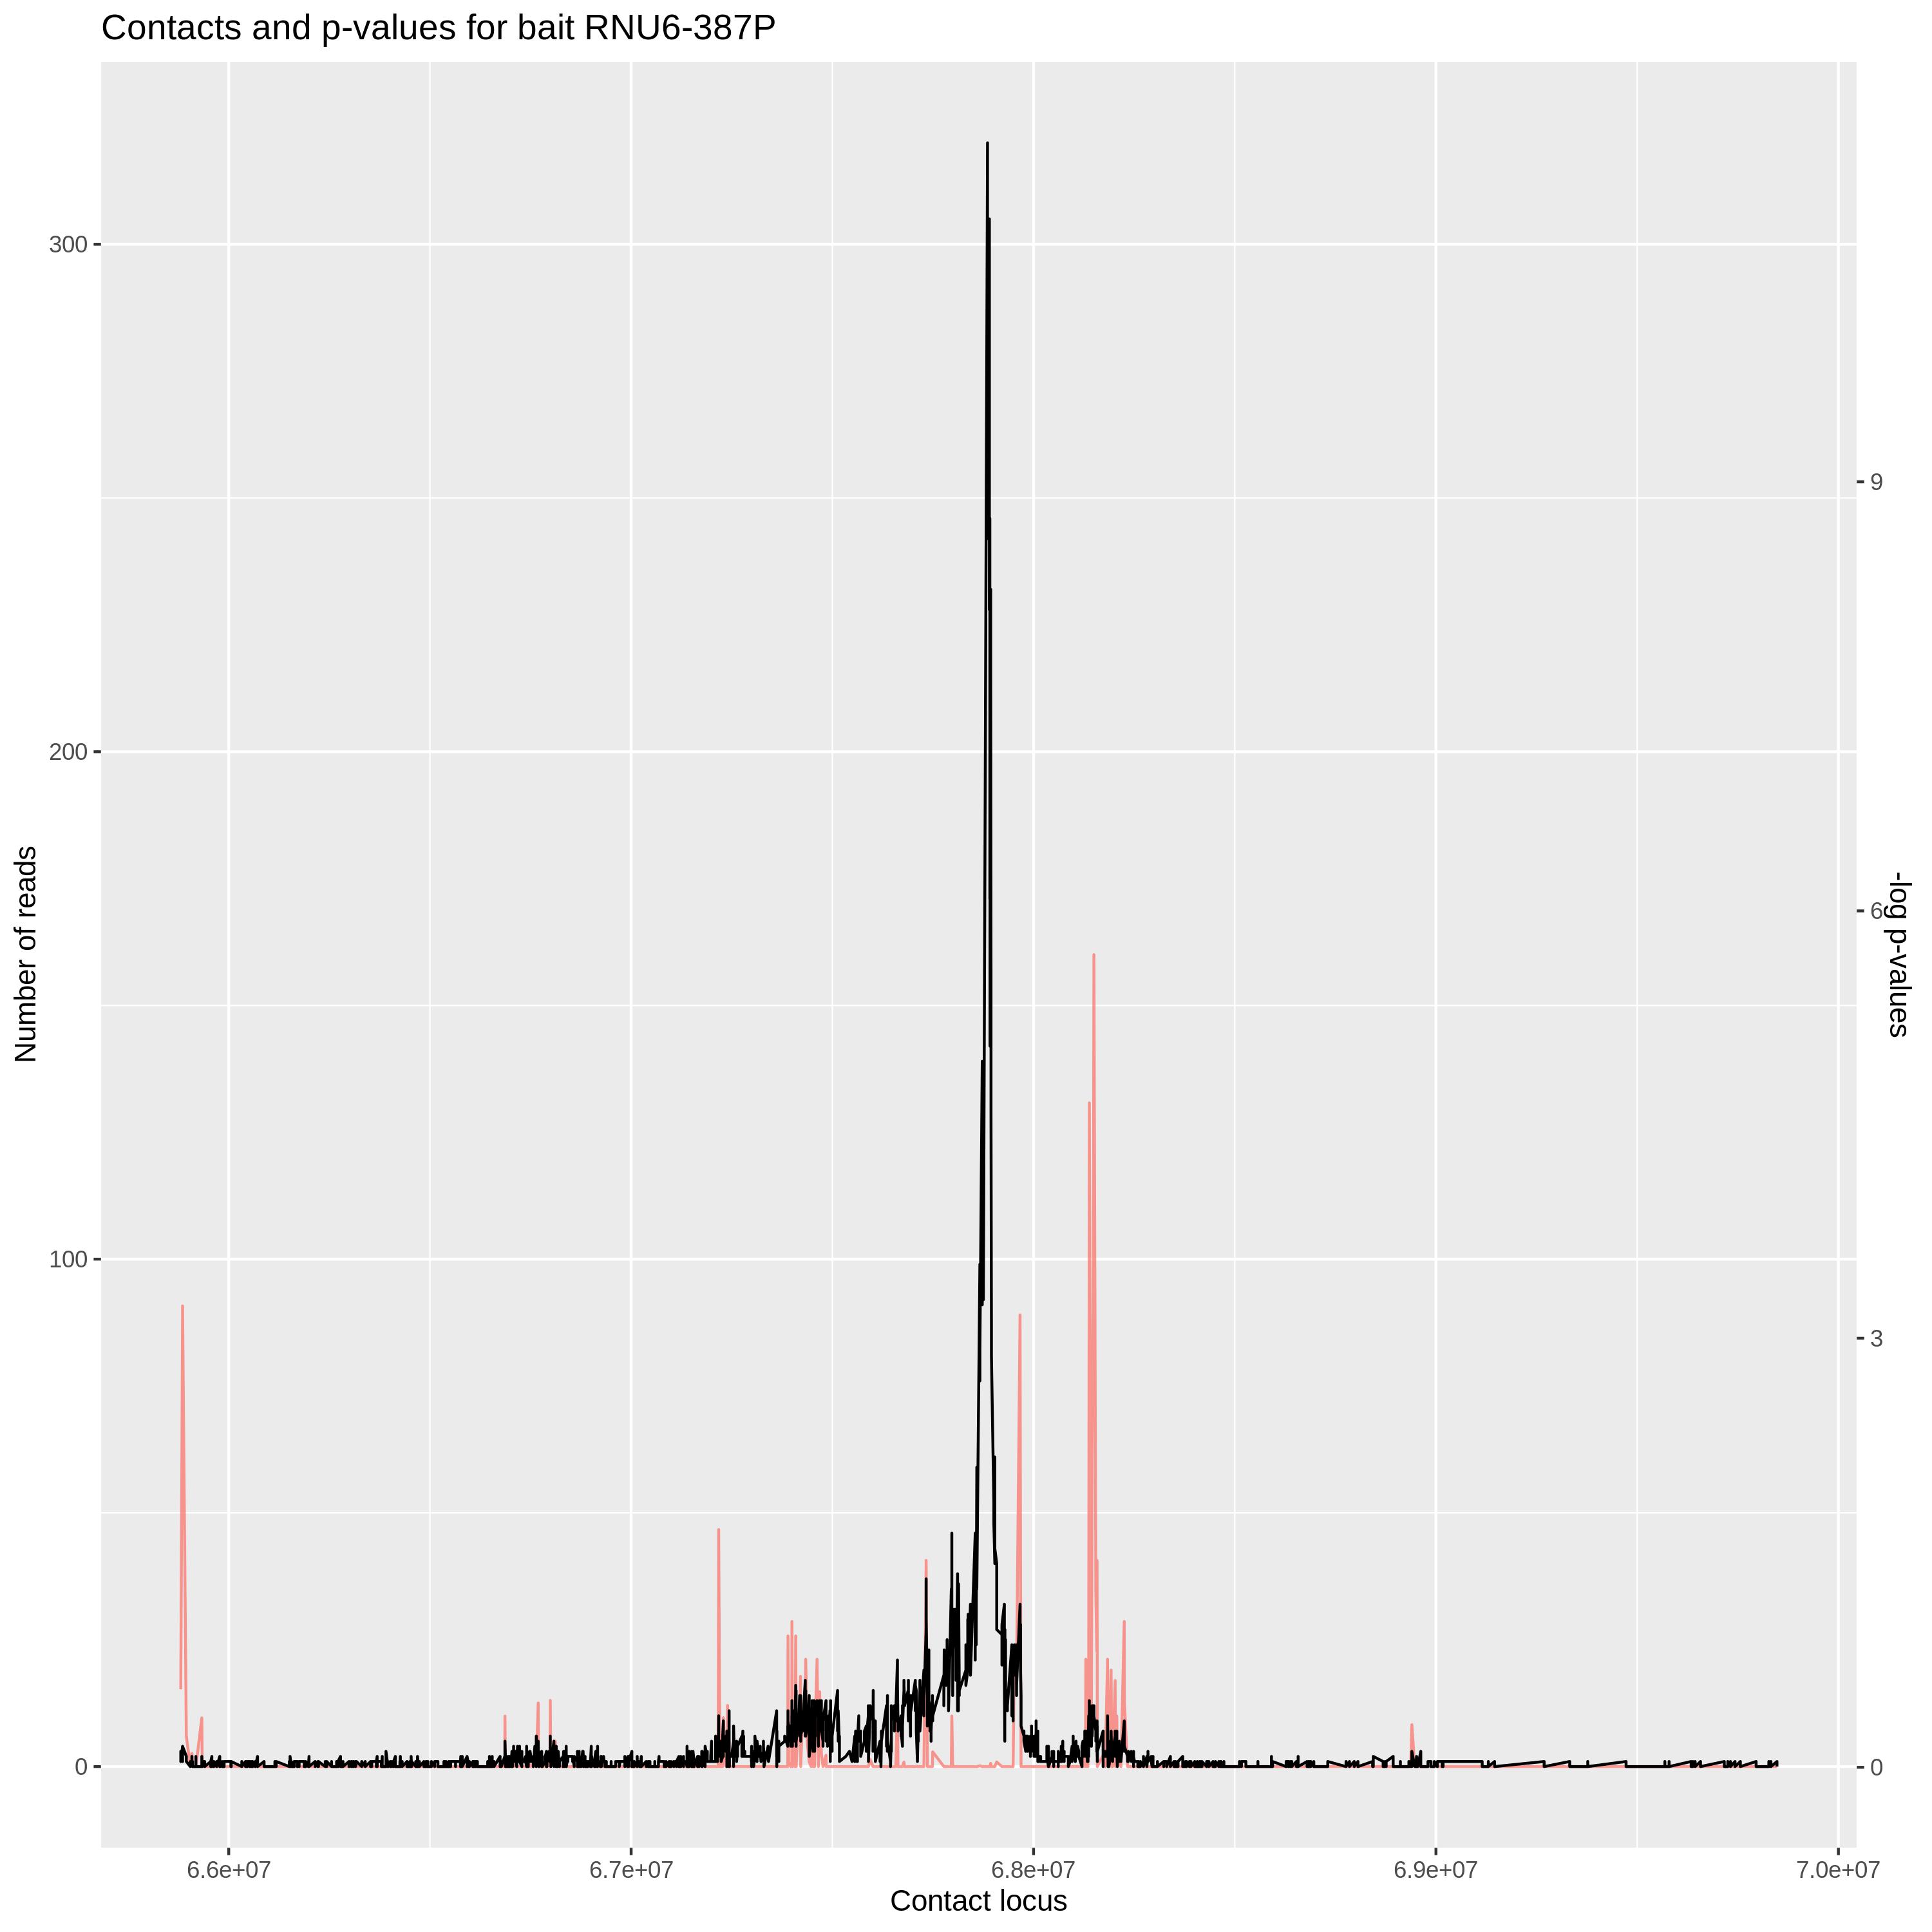 Contacts and p-values for bait RNU6-387P
300
200
100
0
Number of reads
9
6
3
0
-log p-values
6.6e+07
6.7e+07
6.8e+07
6.9e+07
7.0e+07
Contact locus